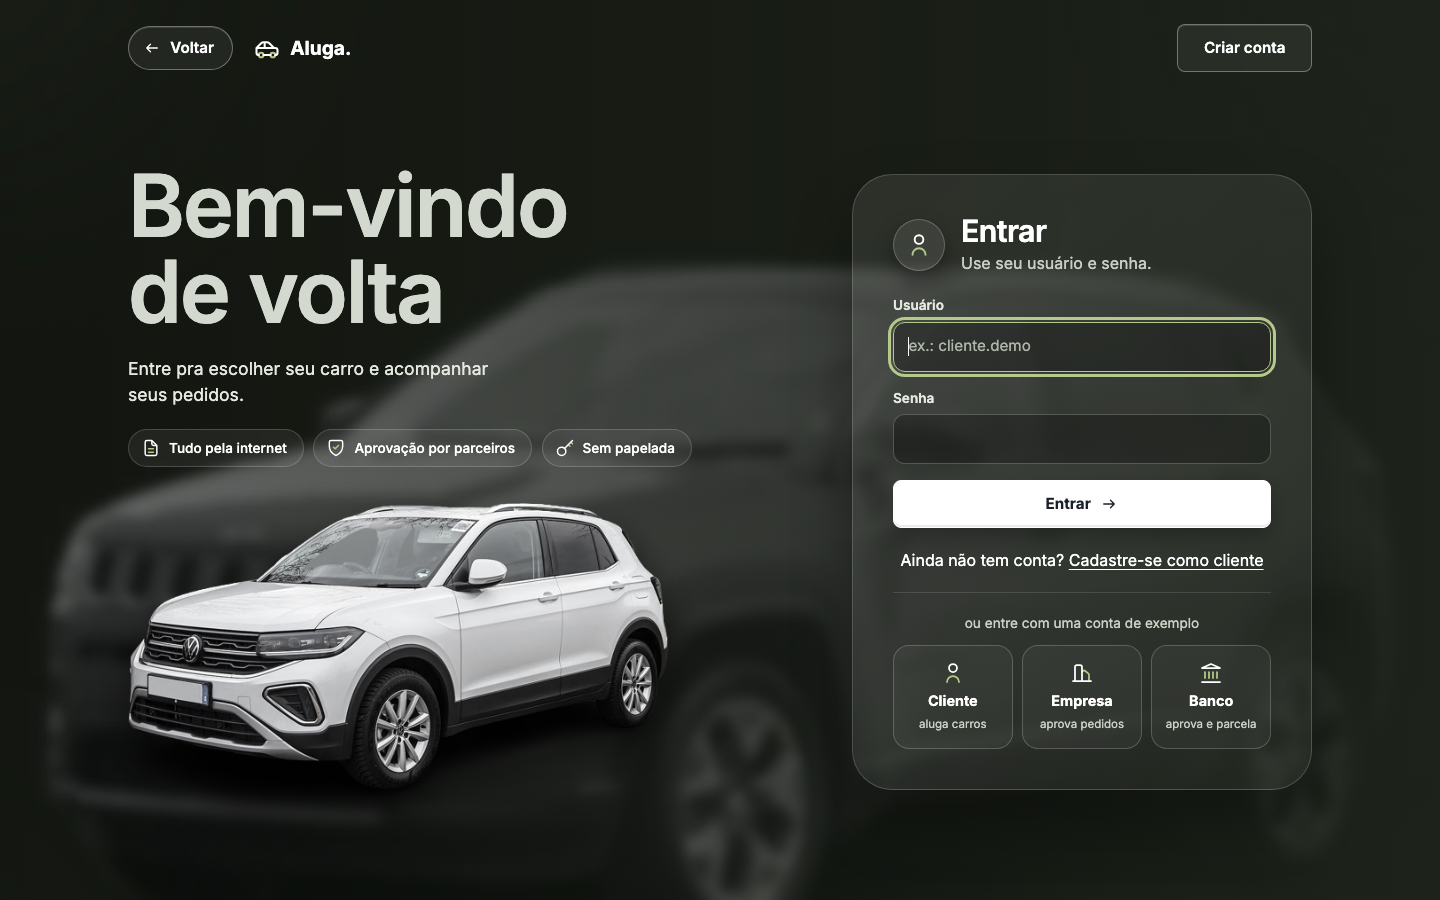 Voltar
Aluga.
Criar conta
Bem-vindo
de volta
Entre pra escolher seu carro e acompanhar
seus pedidos.
Tudo pela internet
Aprovação por parceiros
Sem papelada
Entrar
Use seu usuário e senha.
Usuário
ex.: cliente.demo
Senha
Entrar
Ainda não tem conta? Cadastre-se como cliente
ou entre com uma conta de exemplo
Cliente
aluga carros
Empresa
aprova pedidos
Banco
aprova e parcela